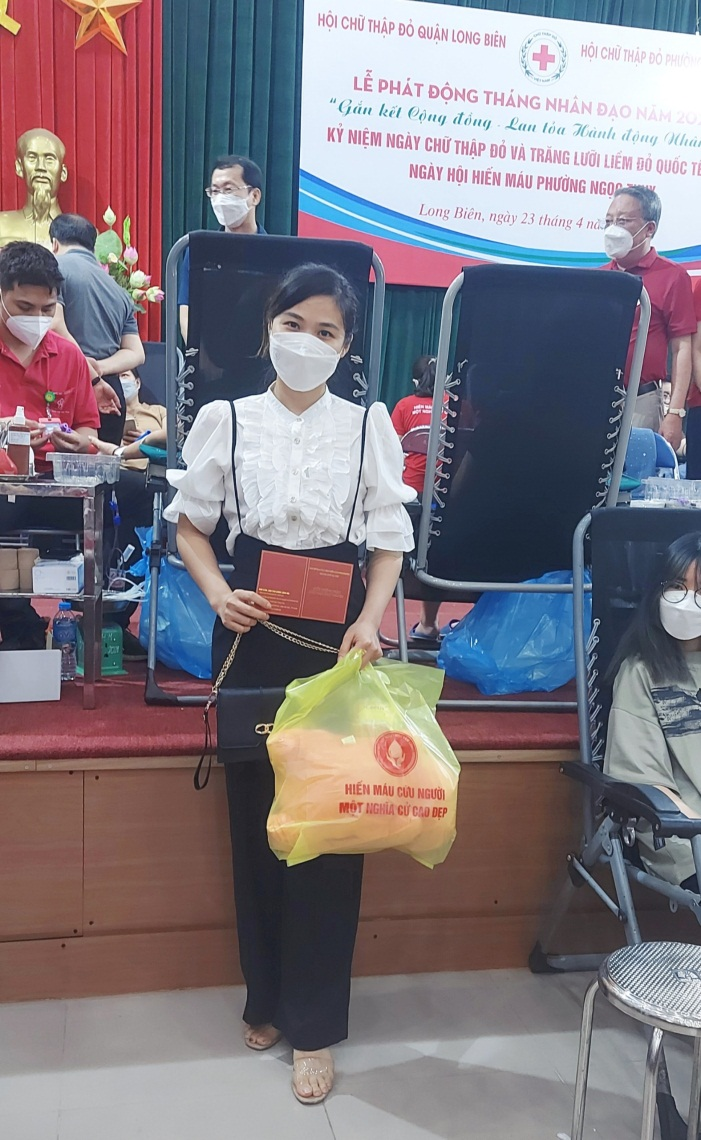 HỘI CHỮ THẬP ĐỎ QUẬN LONG BIÊN
HỘI CHỮ THẬP ĐỎ PHƯỜNG
LỄ PHÁT ĐỘNG THÁNG NHÂN ĐẠO NĂM
"Gắn kết Cộng đồng - Lan tỏa Hành động Nhân
KỶ NIỆM NGÀY CHỮ THẬP ĐỎ VÀ TRĂNG LƯỠI LIỀM ĐỎ QUỐC TẾ
NGÀY HỘI HIẾN MÁU PHƯỜNG NGỌC
Long Biên, ngày 23 tháng 4
HIẾN MÁU CỨU NGƯỜI
MỘT NGHĨA CỬ CAO ĐẸP